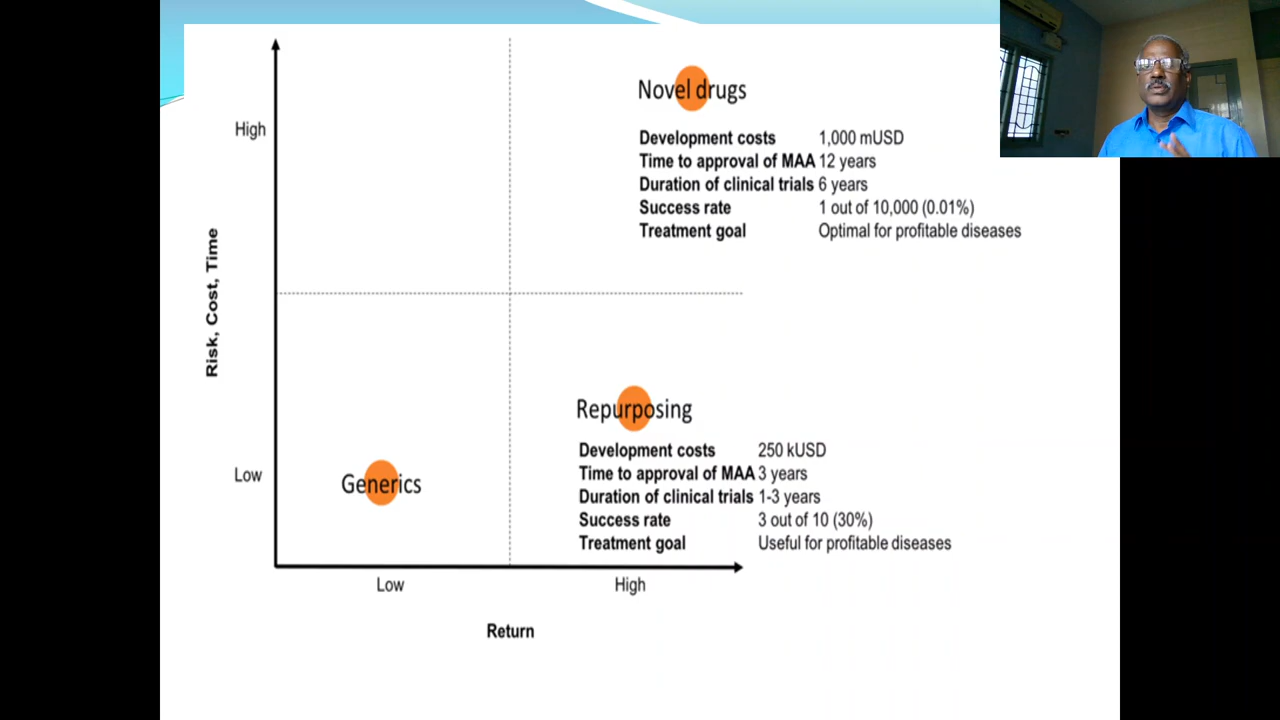 High
Low
Risk, Cost, Time
Novel drugs
Development costs 1,000 mUSD
Time to approval of MAA 12 years
Duration of clinical trials 6 years
Success rate 1 out of 10,000 (0.01%)
Treatment goal Optimal for profitable diseases
Repurposing
Development costs 250 kUSD
Time to approval of MAA 3 years
Duration of clinical trials 1-3 years
Success rate 3 out of 10 (30%)
Treatment goal Useful for profitable diseases
Generics
Low High
Return